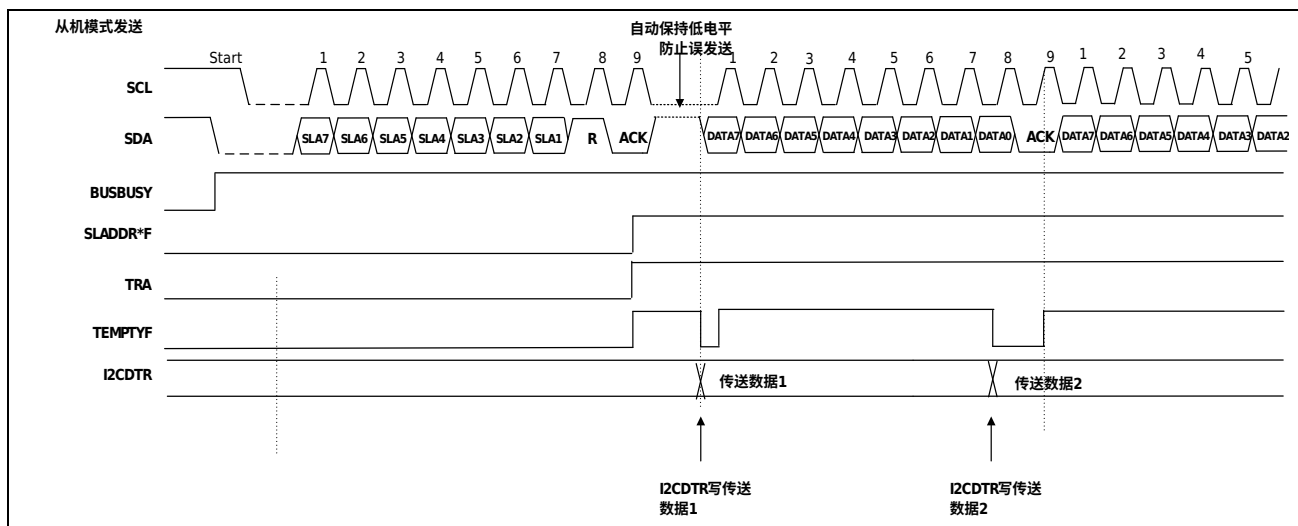 从机模式发送
自动保持低电平
防止误发送
Start
1 2 3 4 5 6 7 8 9 1 2 3 4 5 6 7 8 9 1 2 3 4 5
SCL
SDA
SLA7 SLA6 SLA5 SLA4 SLA3 SLA2 SLA1 R ACK DATA7 DATA6 DATA5 DATA4 DATA3 DATA2 DATA1 DATA0 ACK DATA7 DATA6 DATA5 DATA4 DATA3 DATA2
BUSBUSY
SLADDR*F
TRA
TEMPTYF
I2CDTR
传送数据1
传送数据2
I2CDTR写传送
数据1
I2CDTR写传送
数据2